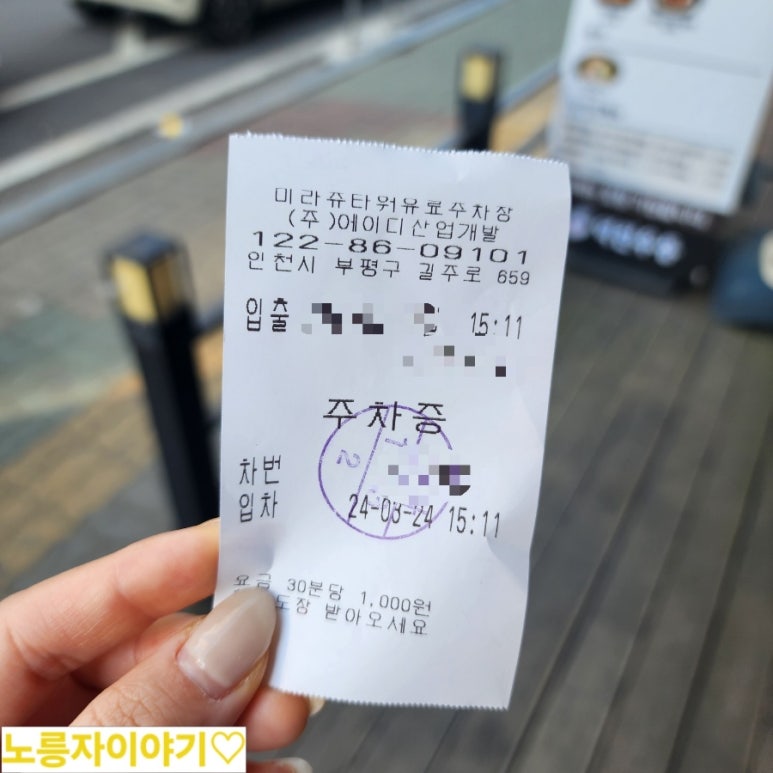 미라쥬타워유료주차장
(주)에이디산업개발
122-86-09101
인천시 부평구 길주로 659
입출 15:11
주차증
차번
입차 24-03-24 15:11
요금 30분당 1,000원
도장 받아오세요
노릉자이야기♡